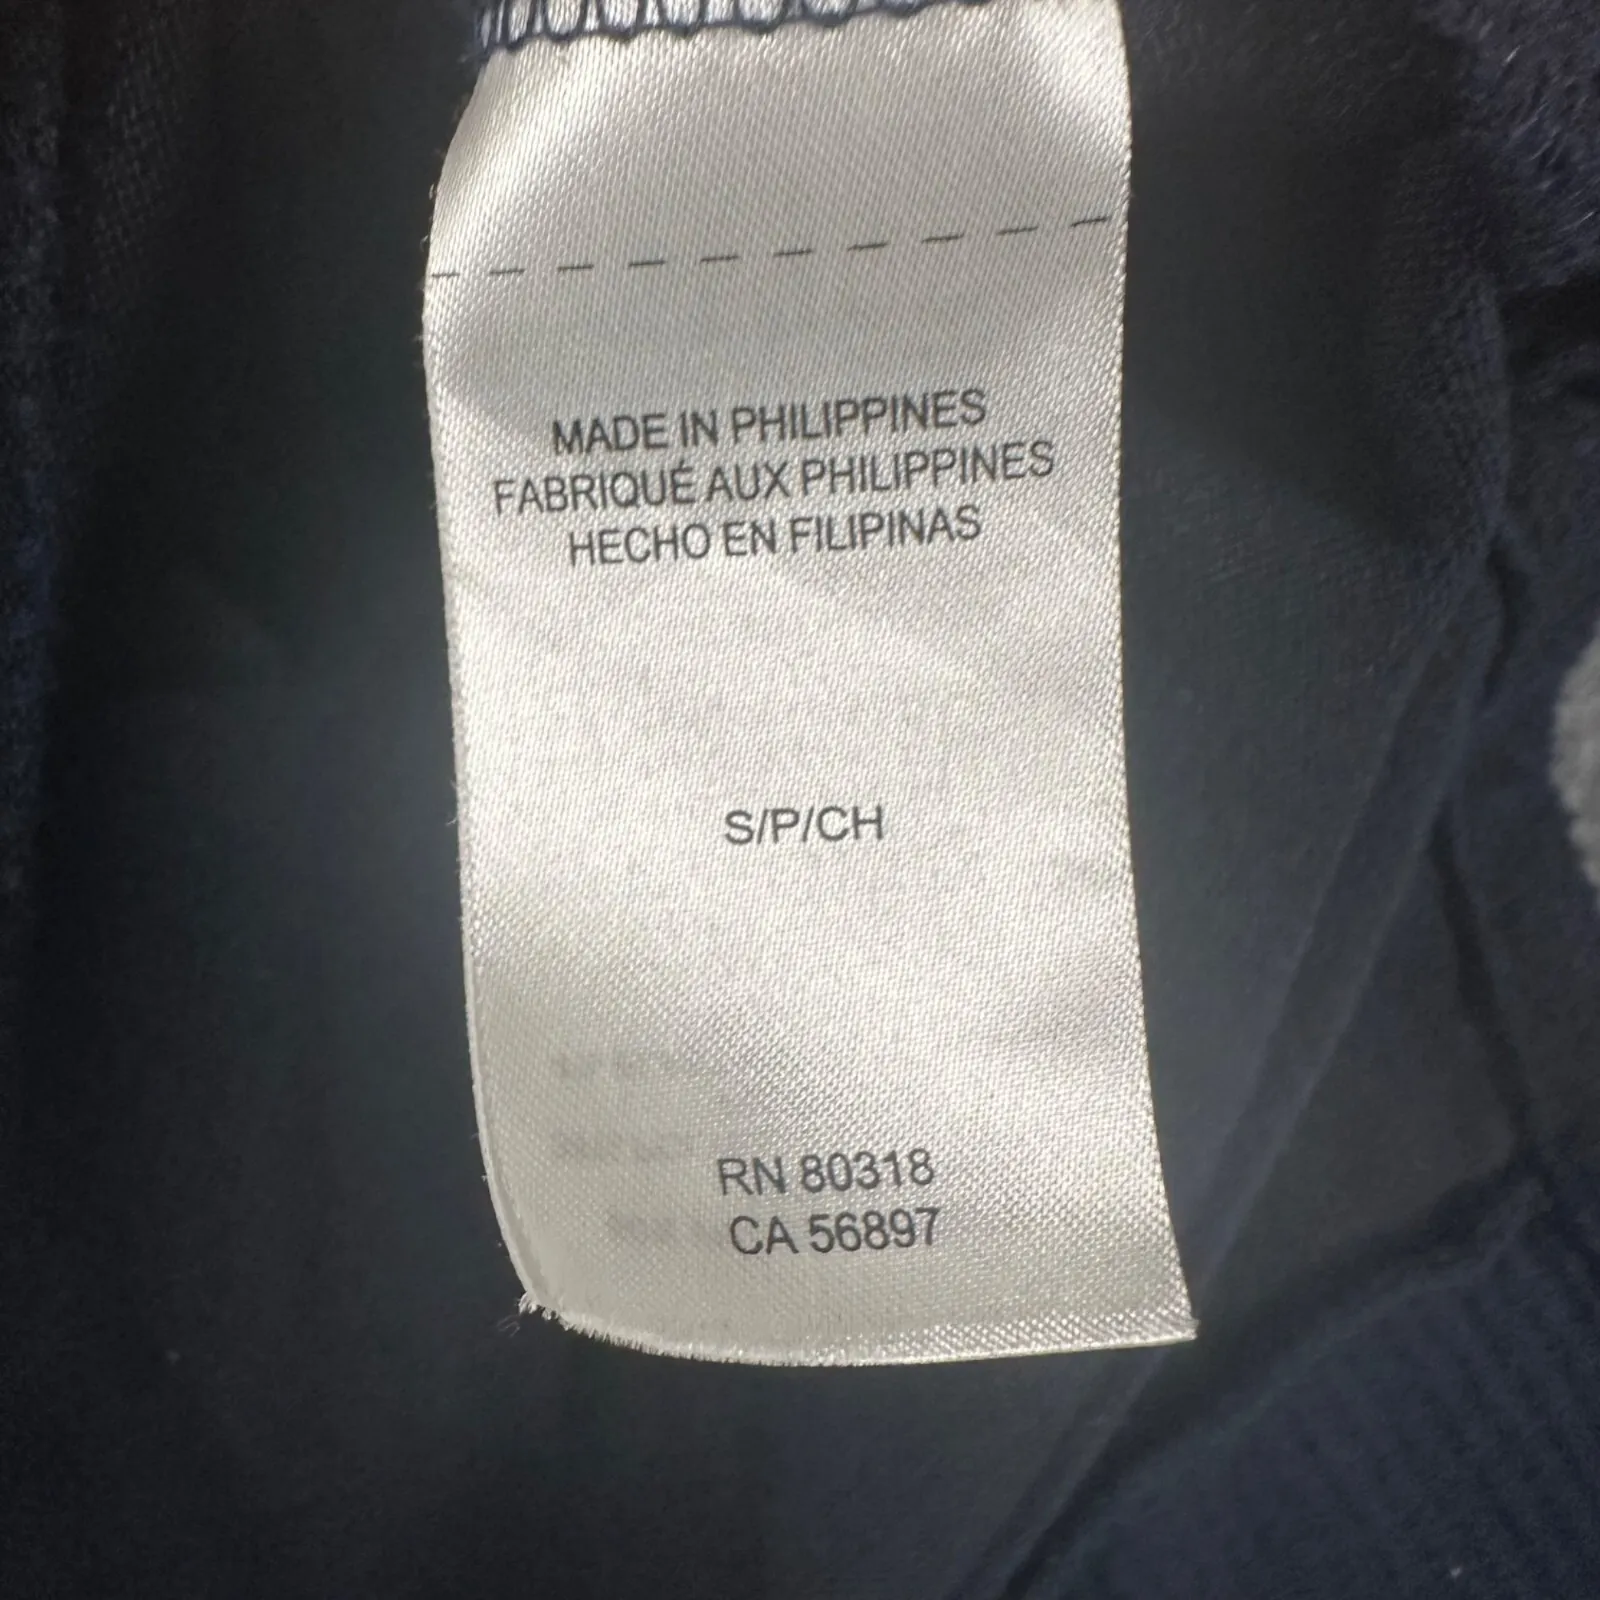 MADE IN PHILIPPINES
FABRIQUÉ AUX PHILIPPINES
HECHO EN FILIPINAS
S/P/CH
RN 80318
CA 56897